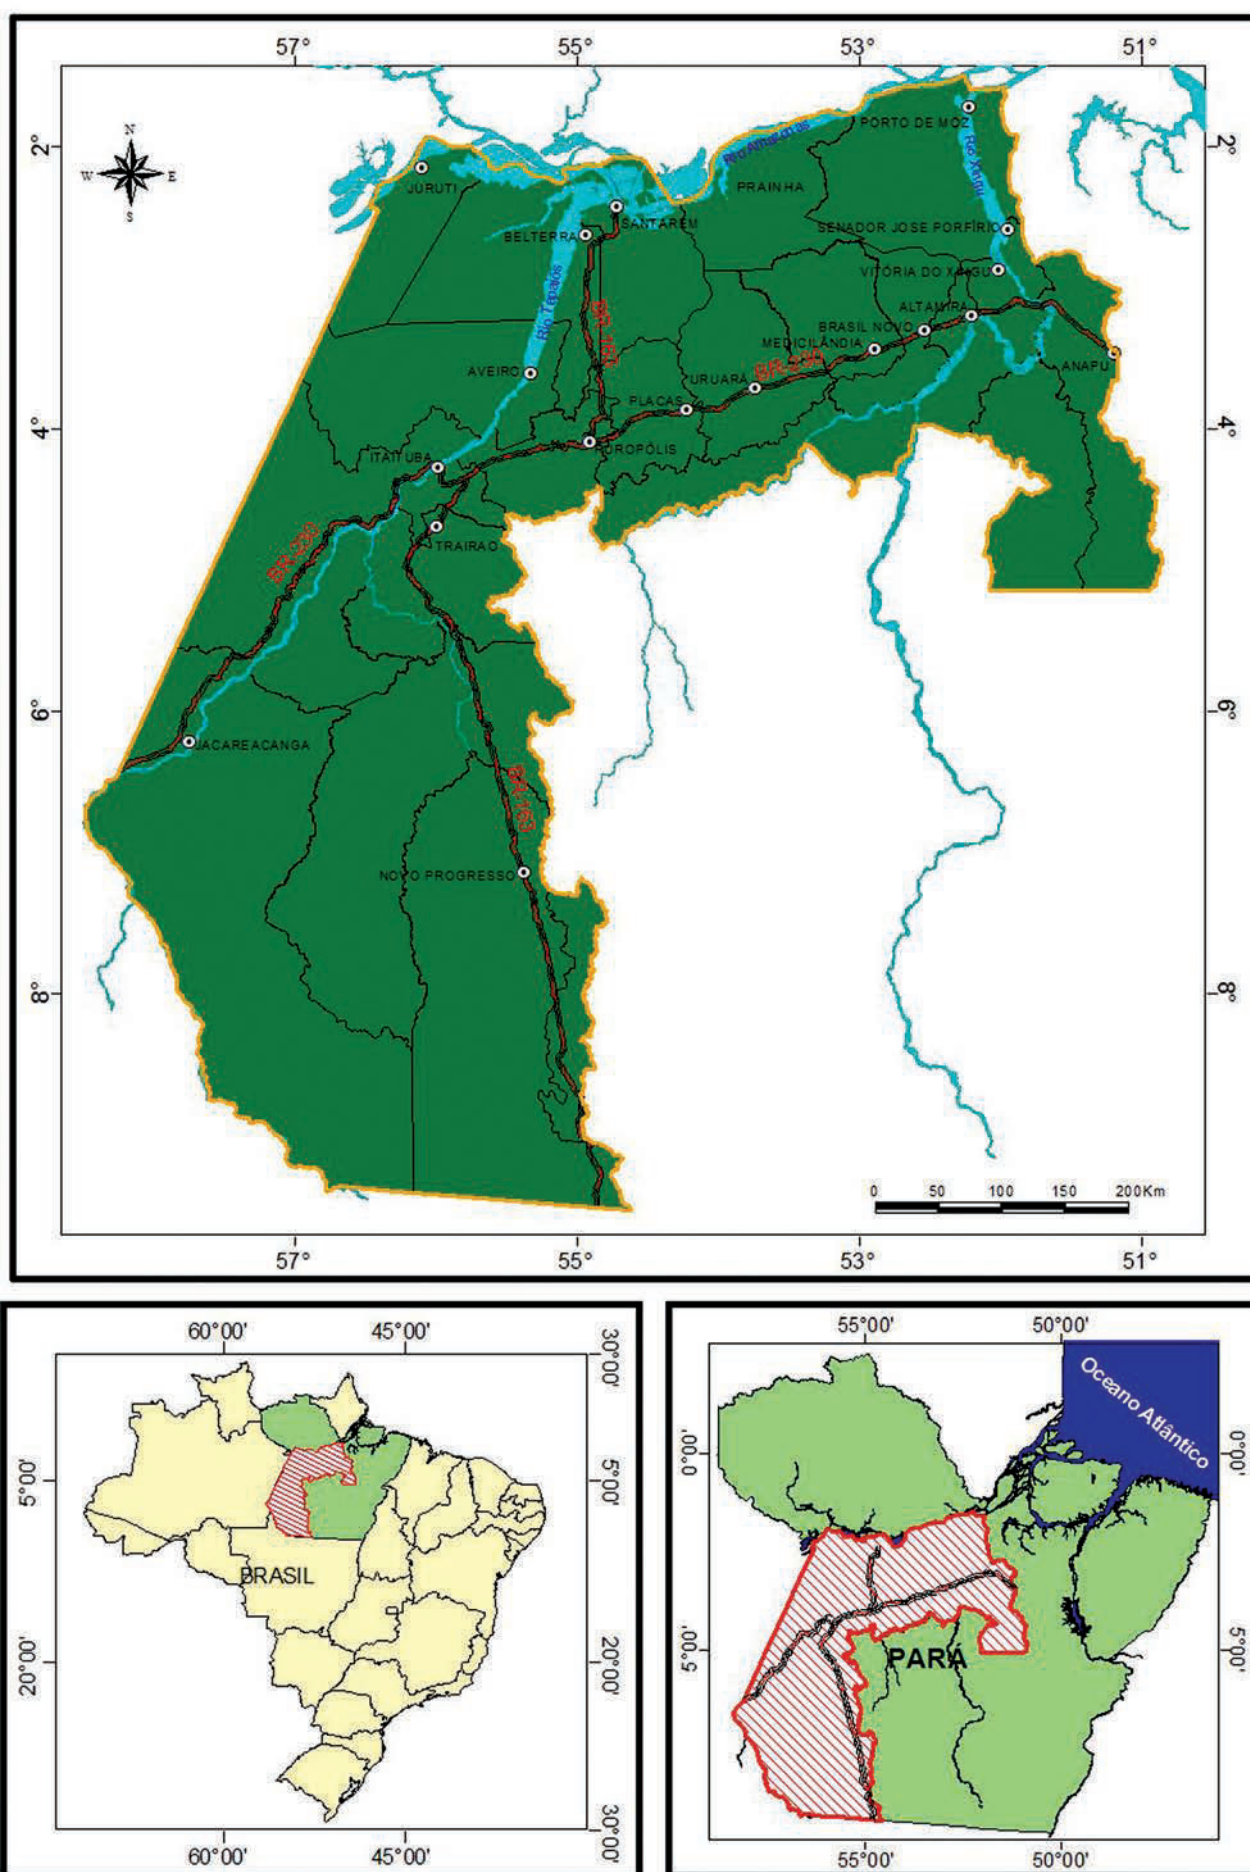 57° 55° 53° 51°
2° 2°
N
W E
S
PORTO DE MOZ
Rio Amazonas
Rio Xingu
JURUTI
PRAINHA
SANTARÉM
BELTERRA
SENADOR JOSE PORFÍRIO
VITÓRIA DO XINGU
Rio Tapajós
ALTAMIRA
BR-163
BRASIL NOVO
MEDICILÂNDIA
BR-230
ANAPU
AVEIRO
URUARÁ
PLACAS
4° 4°
RUROPÓLIS
ITAITUBA
TRAIRAO
BR-230
6° 6°
JACAREACANGA
BR-163
NOVO PROGRESSO
8° 8°
0 50 100 150 200Km
57° 55° 53° 51°
60°00' 45°00'
30°00'
5°00' 5°00'
BRASIL
20°00' 20°00'
30°00'
60°00' 45°00'
55°00' 50°00'
Oceano Atlântico
0°00' 0°00'
5°00' 5°00'
PARÁ
55°00' 50°00'